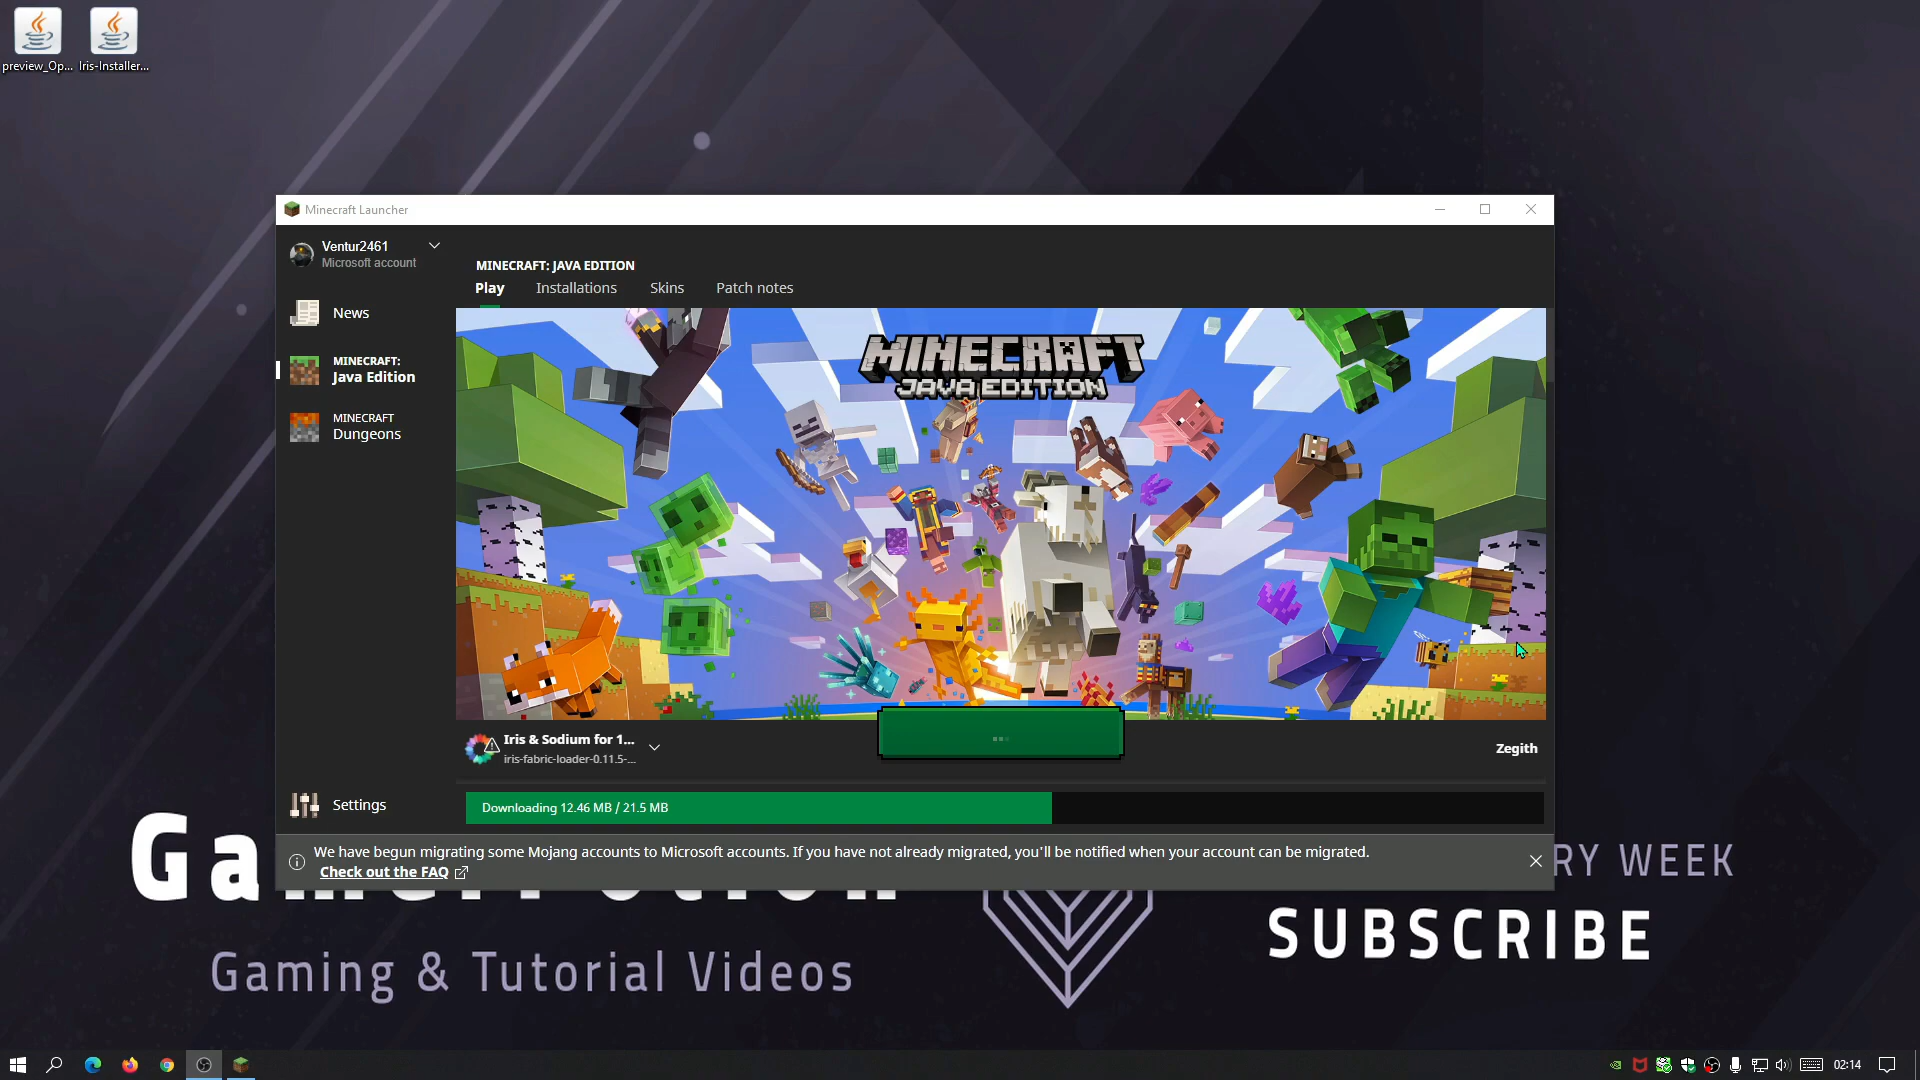 preview_Op...
Iris-Installer...
Minecraft Launcher
Ventur2461
Microsoft account
News
MINECRAFT:
Java Edition
MINECRAFT
Dungeons
Settings
MINECRAFT: JAVA EDITION
Play Installations Skins Patch notes
MINECRAFT
JAVA EDITION
Iris & Sodium for 1...
iris-fabric-loader-0.11.5-...
Zegith
Downloading 12.46 MB / 21.5 MB
We have begun migrating some Mojang accounts to Microsoft accounts. If you have not already migrated, you'll be notified when your account can be migrated.
Check out the FAQ
Ga
Gaming & Tutorial Videos
RY WEEK
SUBSCRIBE
02:14